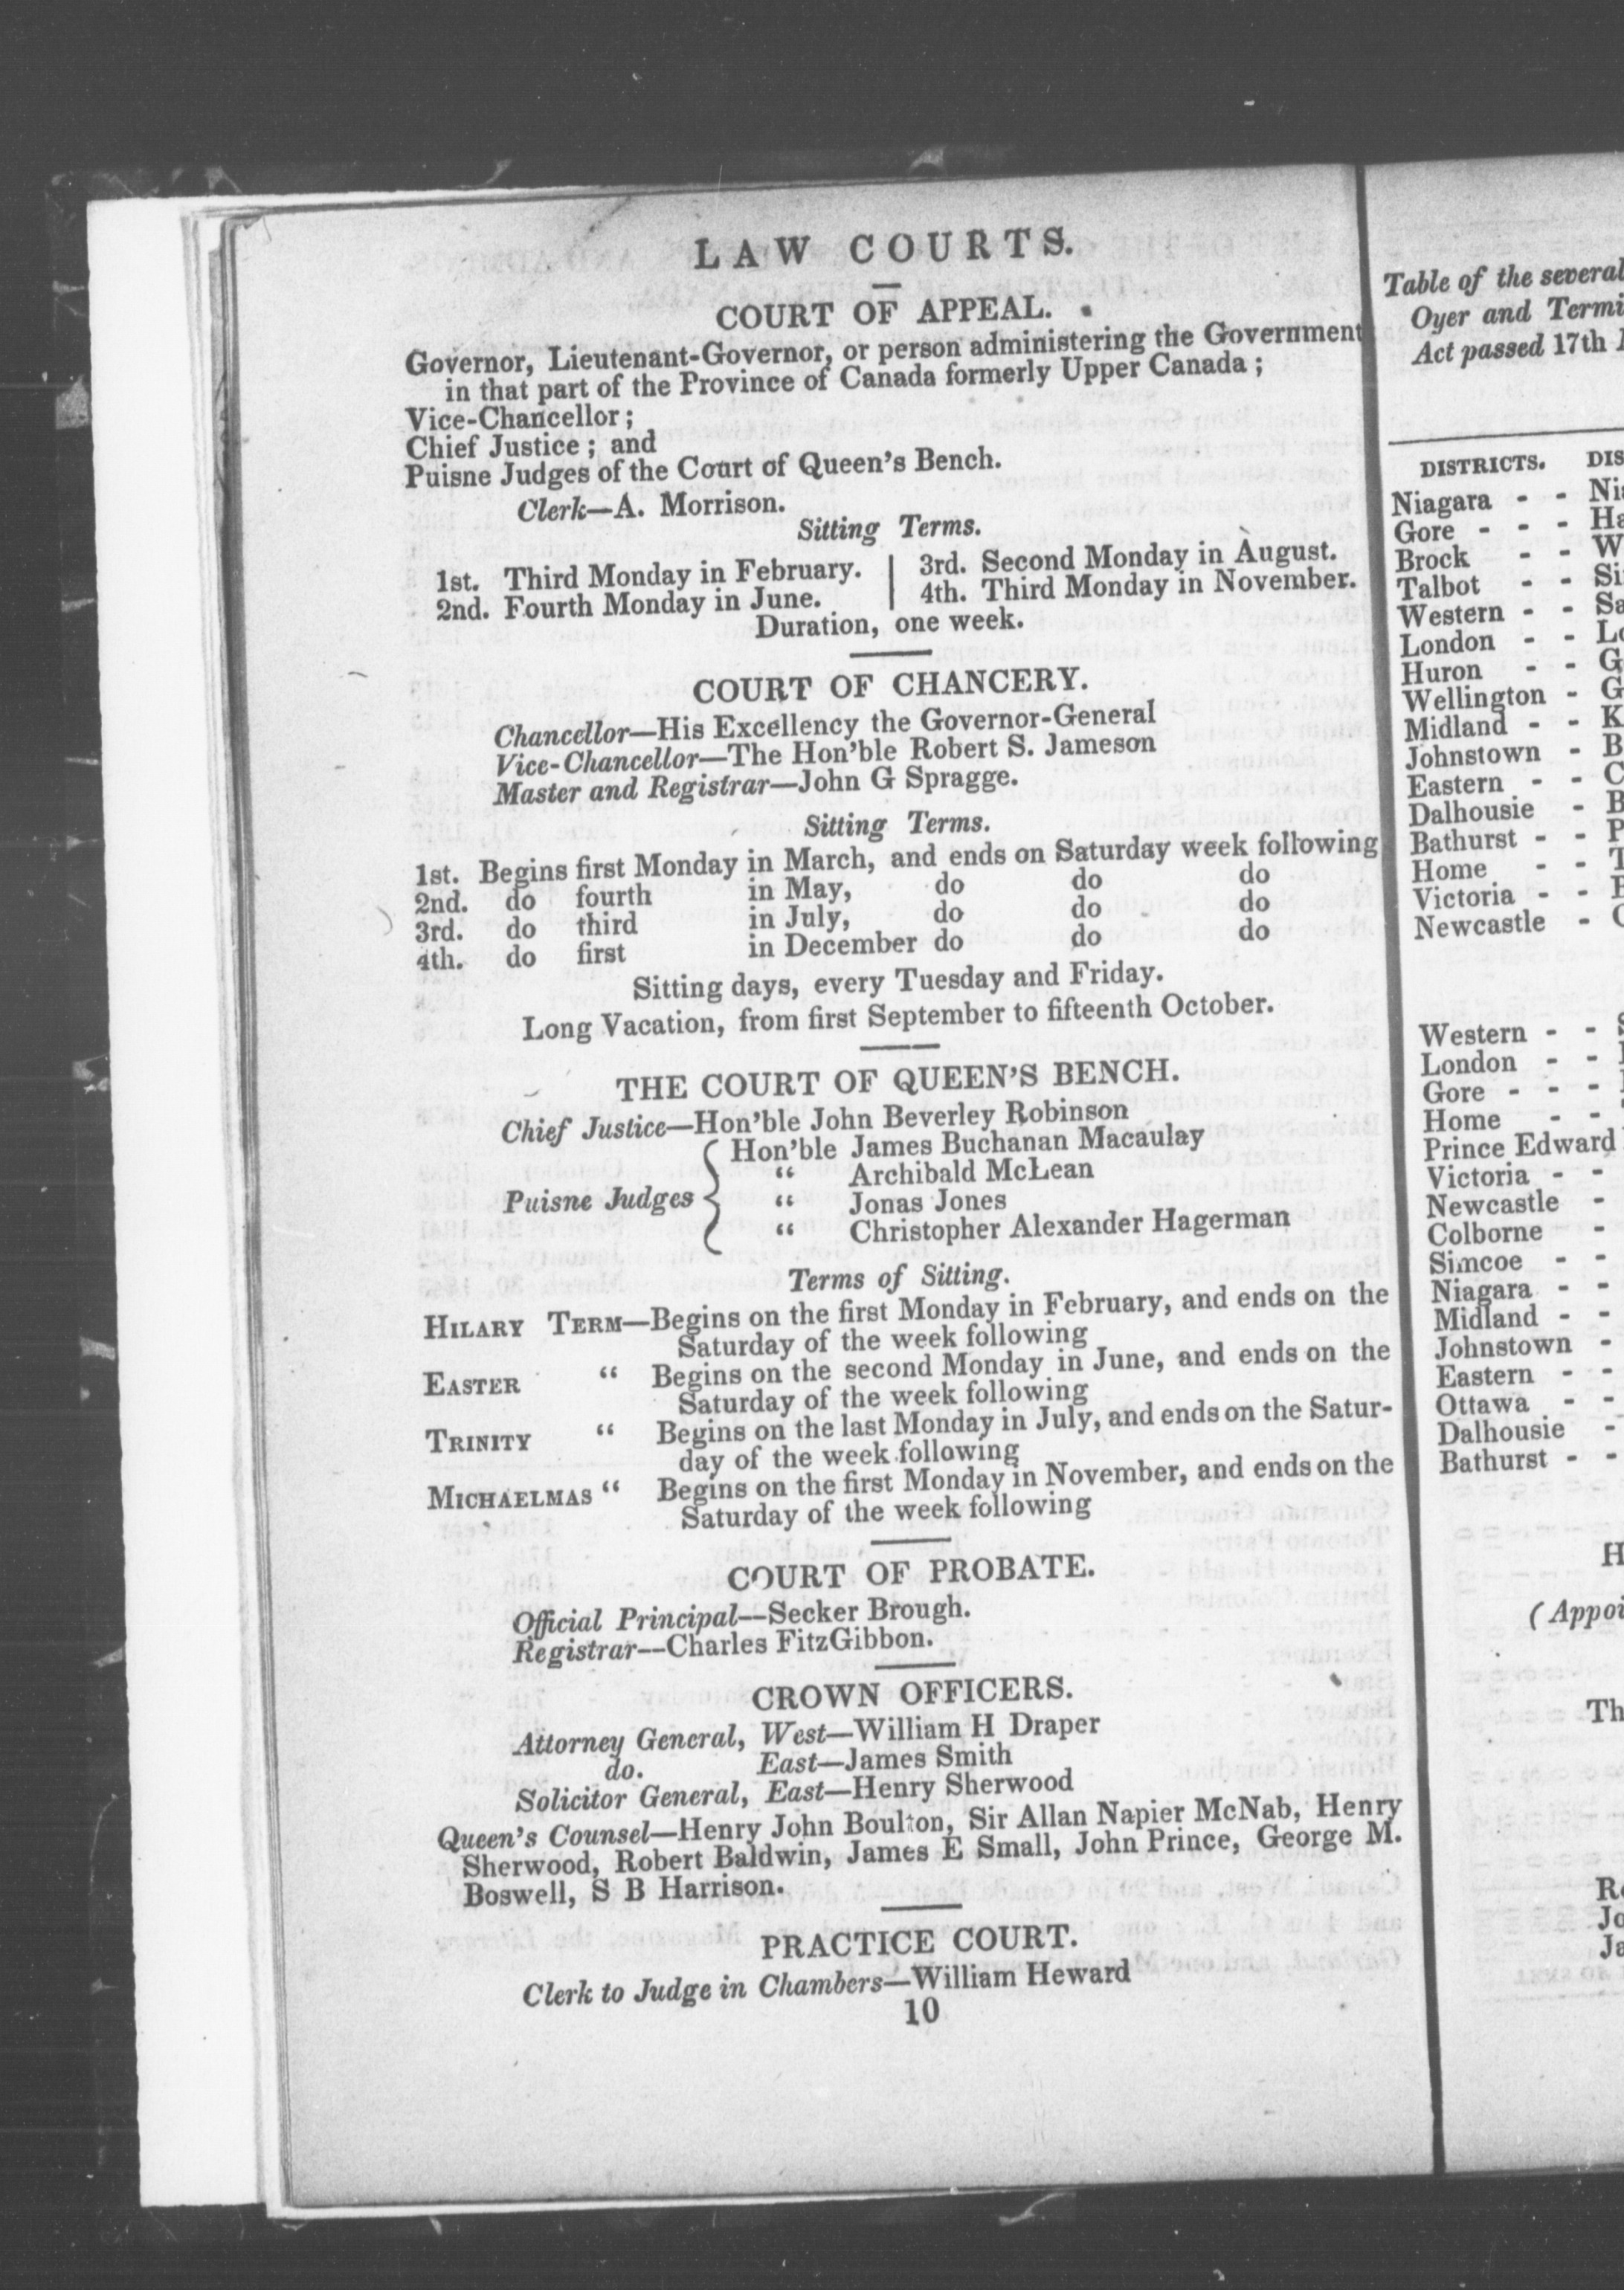 LAW COURTS.
COURT OF APPEAL.
Governor, Lieutenant-Governor, or person administering the Government
in that part of the Province of Canada formerly Upper Canada ;
Vice-Chancellor ;
Chief Justice ; and
Puisne Judges of the Court of Queen's Bench.
Clerk—A. Morrison.
Sitting Terms.
1st. Third Monday in February. | 3rd. Second Monday in August.
2nd. Fourth Monday in June. | 4th. Third Monday in November.
Duration, one week.
COURT OF CHANCERY.
Chancellor—His Excellency the Governor-General
Vice-Chancellor—The Hon'ble Robert S. Jameson
Master and Registrar—John G Spragge.
Sitting Terms.
1st. Begins first Monday in March, and ends on Saturday week following
2nd. do fourth in May, do do do
3rd. do third in July, do do do
4th. do first in December do do do
Sitting days, every Tuesday and Friday.
Long Vacation, from first September to fifteenth October.
THE COURT OF QUEEN'S BENCH.
Chief Justice—Hon'ble John Beverley Robinson
Hon'ble James Buchanan Macaulay
“ Archibald McLean
Puisne Judges { “ Jonas Jones
“ Christopher Alexander Hagerman
Terms of Sitting.
HILARY TERM—Begins on the first Monday in February, and ends on the
Saturday of the week following
EASTER “ Begins on the second Monday in June, and ends on the
Saturday of the week following
TRINITY “ Begins on the last Monday in July, and ends on the Satur-
day of the week following
MICHAELMAS “ Begins on the first Monday in November, and ends on the
Saturday of the week following
COURT OF PROBATE.
Official Principal—Secker Brough.
Registrar—Charles FitzGibbon.
CROWN OFFICERS.
Attorney General, West—William H Draper
do. East—James Smith
Solicitor General, East—Henry Sherwood
Queen's Counsel—Henry John Boulton, Sir Allan Napier McNab, Henry
Sherwood, Robert Baldwin, James E Small, John Prince, George M.
Boswell, S B Harrison.
PRACTICE COURT.
Clerk to Judge in Chambers—William Heward
10
Table of the several
Oyer and Termi
Act passed 17th
DISTRICTS. DIS
Niagara - - Ni
Gore - - - Ha
Brock - - W
Talbot - - Si
Western - - Sa
London - - Lo
Huron - - G
Wellington - G
Midland - - K
Johnstown - B
Eastern - - C
Dalhousie - B
Bathurst - - P
Home - - T
Victoria - -
Newcastle -
Western - -
London - -
Gore - - -
Home - -
Prince Edward
Victoria - -
Newcastle -
Colborne -
Simcoe - -
Niagara - -
Midland - -
Johnstown -
Eastern - -
Ottawa - -
Dalhousie -
Bathurst - -
H
(Appoi
Th
Jo
Ja